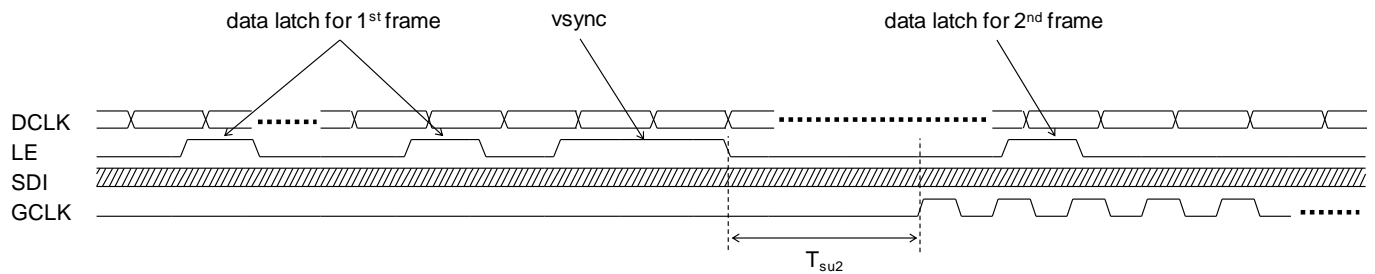 data latch for 1st frame
vsync
data latch for 2nd frame
DCLK
LE
SDI
GCLK
Tsu2